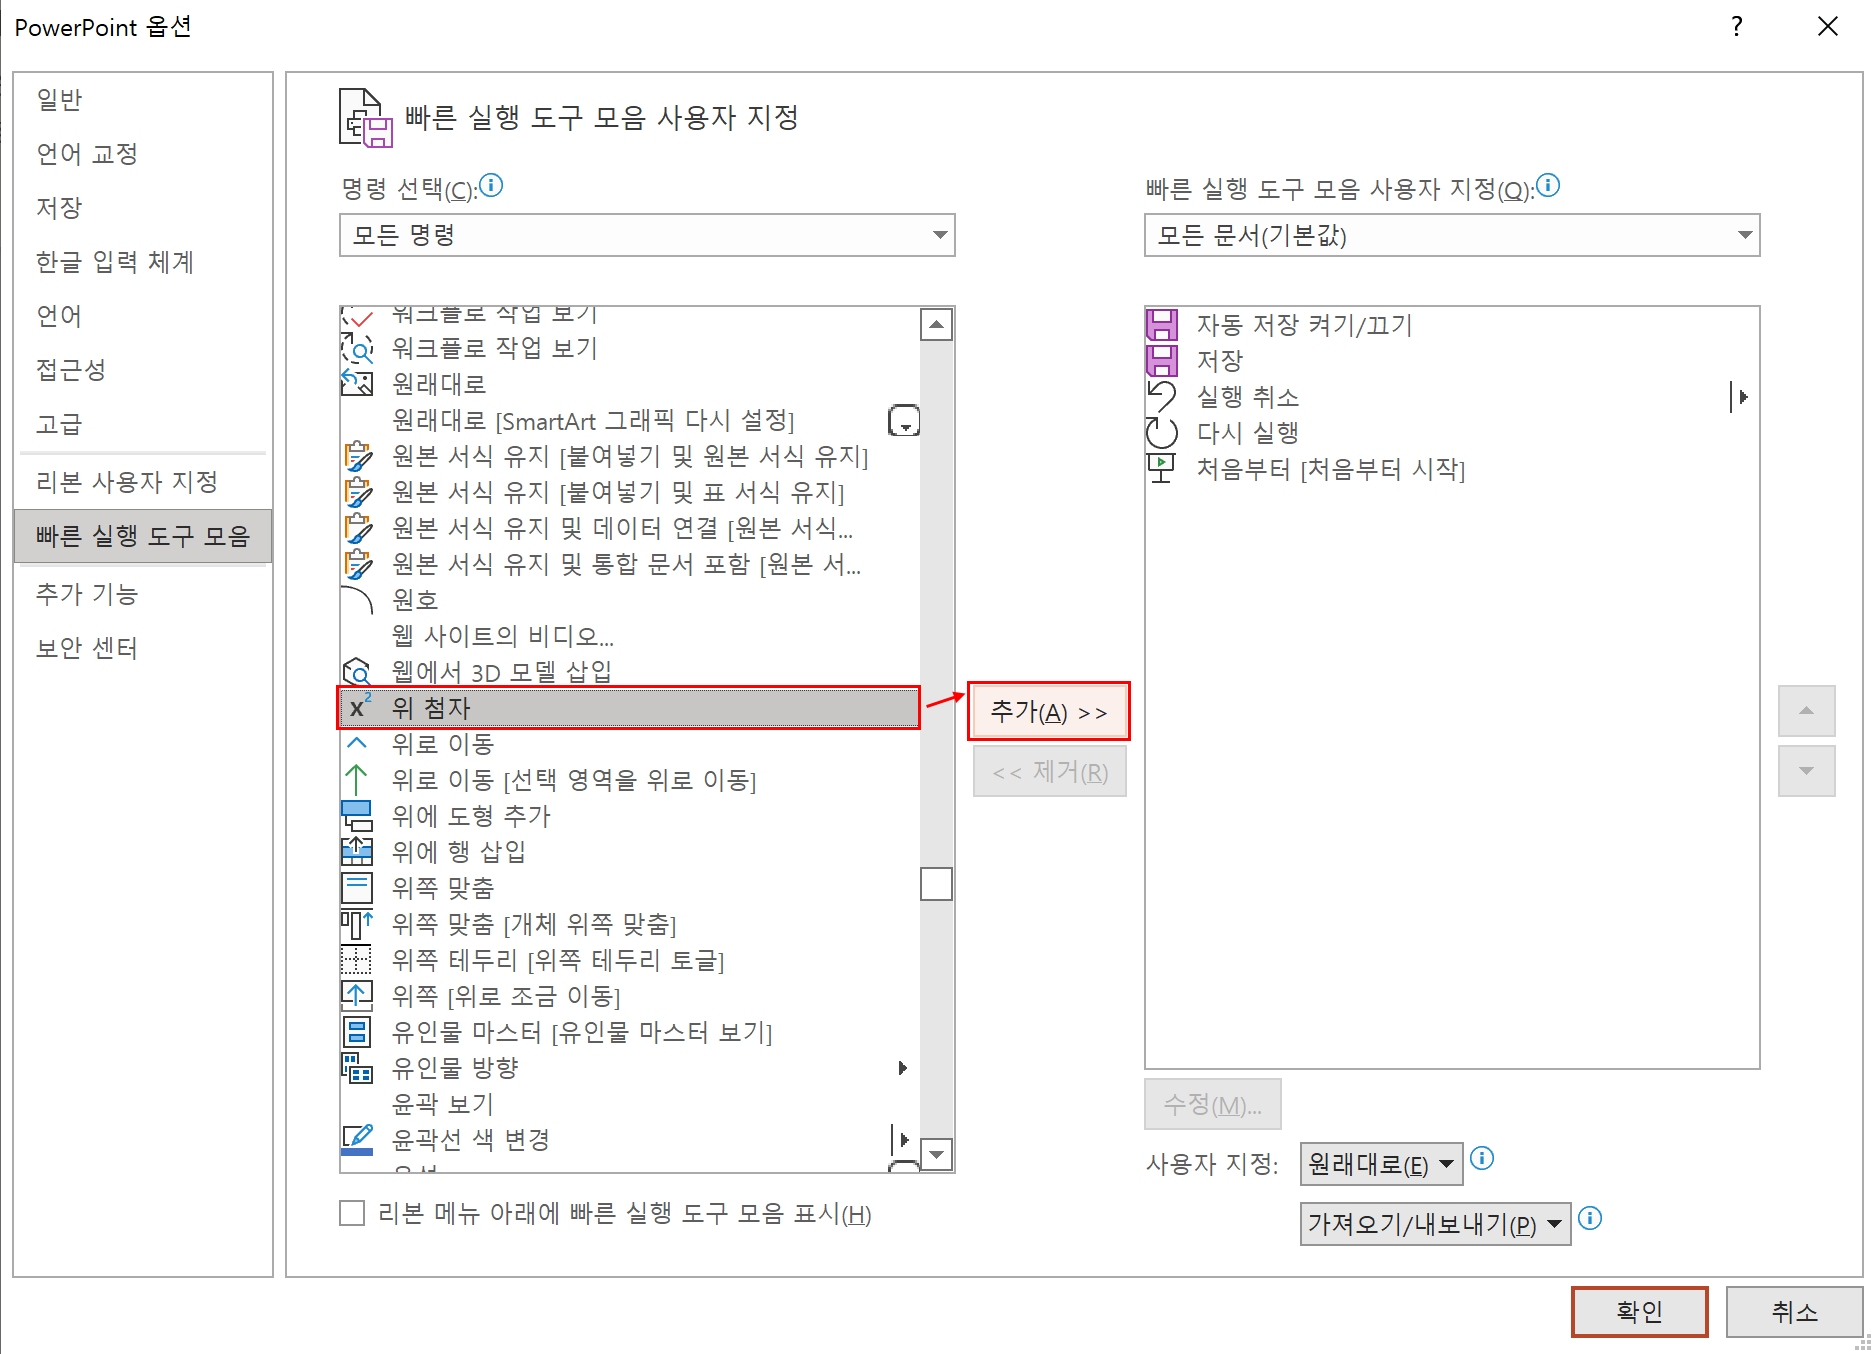 PowerPoint 옵션
?
일반
언어 교정
저장
한글 입력 체계
언어
접근성
고급
리본 사용자 지정
빠른 실행 도구 모음
추가 기능
보안 센터
빠른 실행 도구 모음 사용자 지정
명령 선택(C):
모든 명령
워크플로 작업 보기
워크플로 작업 보기
원래대로
원래대로 [SmartArt 그래픽 다시 설정]
원본 서식 유지 [붙여넣기 및 원본 서식 유지]
원본 서식 유지 [붙여넣기 및 표 서식 유지]
원본 서식 유지 및 데이터 연결 [원본 서식...
원본 서식 유지 및 통합 문서 포함 [원본 서...
원호
웹 사이트의 비디오...
웹에서 3D 모델 삽입
x² 위 첨자
위로 이동
위로 이동 [선택 영역을 위로 이동]
위에 도형 추가
위에 행 삽입
위쪽 맞춤
위쪽 맞춤 [개체 위쪽 맞춤]
위쪽 테두리 [위쪽 테두리 토글]
위쪽 [위로 조금 이동]
유인물 마스터 [유인물 마스터 보기]
유인물 방향
윤곽 보기
윤곽선 색 변경
리본 메뉴 아래에 빠른 실행 도구 모음 표시(H)
추가(A) >>
<< 제거(R)
빠른 실행 도구 모음 사용자 지정(Q):
모든 문서(기본값)
자동 저장 켜기/끄기
저장
실행 취소
다시 실행
처음부터 [처음부터 시작]
수정(M)...
사용자 지정:
원래대로(E)
가져오기/내보내기(P)
확인
취소